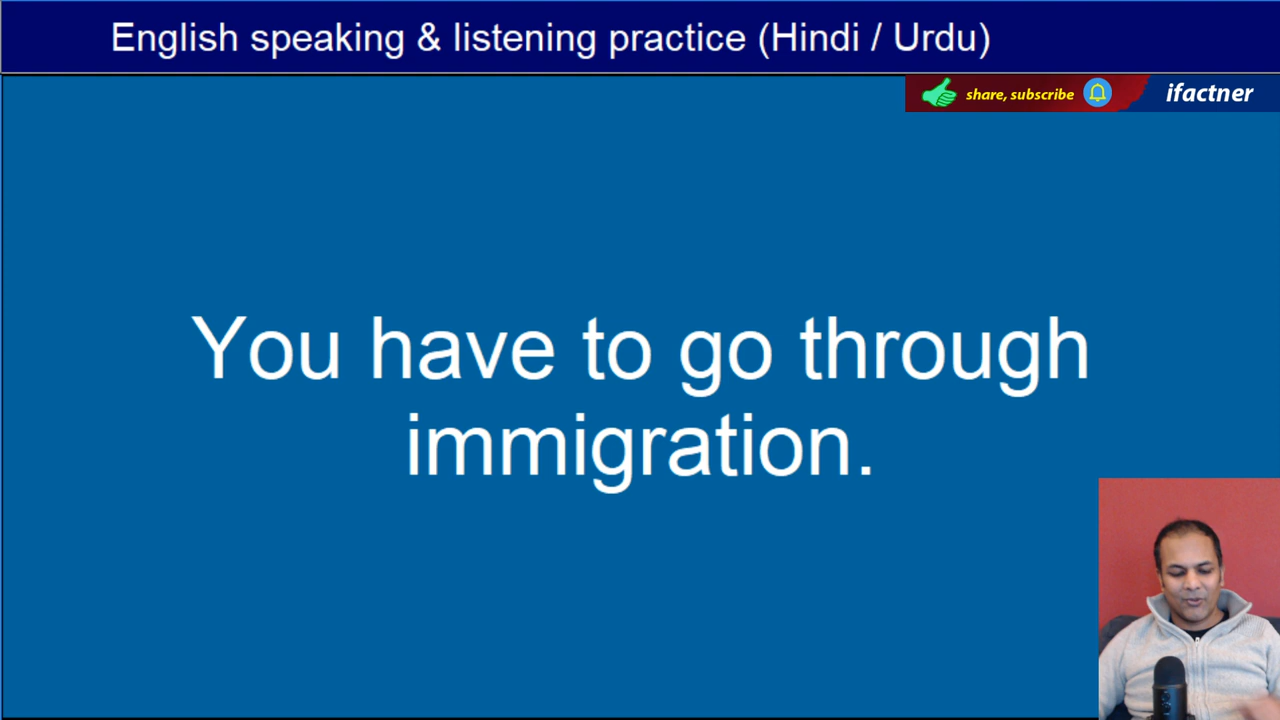 English speaking & listening practice (Hindi / Urdu)
share, subscribe
ifactner
You have to go through
immigration.